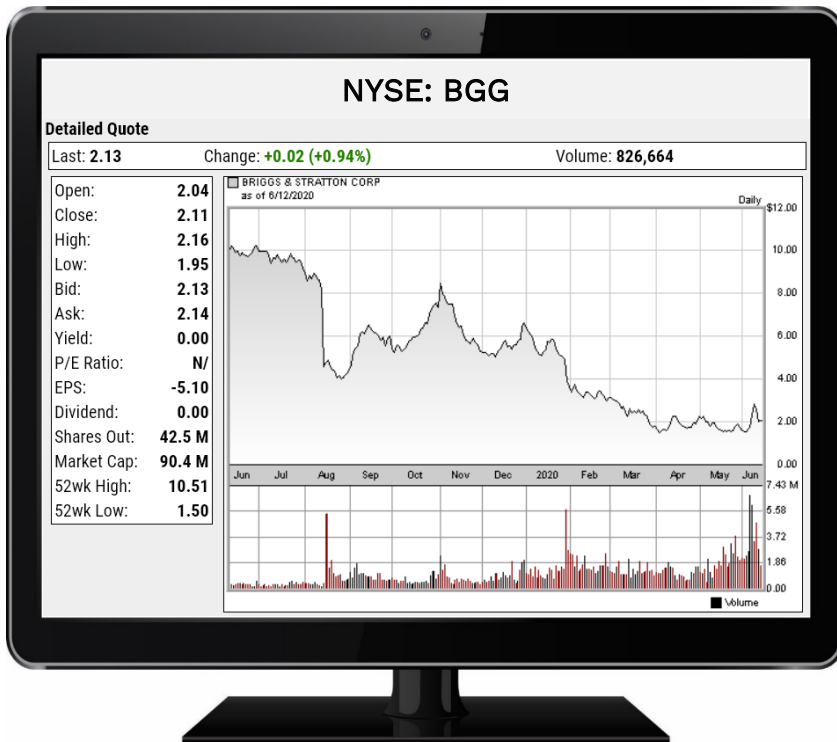 NYSE: BGG
Detailed Quote
Last: 2.13 Change: +0.02 (+0.94%) Volume: 826,664
Open: 2.04
Close: 2.11
High: 2.16
Low: 1.95
Bid: 2.13
Ask: 2.14
Yield: 0.00
P/E Ratio: N/
EPS: -5.10
Dividend: 0.00
Shares Out: 42.5 M
Market Cap: 90.4 M
52wk High: 10.51
52wk Low: 1.50
BRIGGS & STRATTON CORP
as of 6/12/2020
Daily
$12.00
10.00
8.00
6.00
4.00
2.00
0.00
Jun Jul Aug Sep Oct Nov Dec 2020 Feb Mar Apr May Jun
7.43 M
5.58
3.72
1.86
0.00
Volume